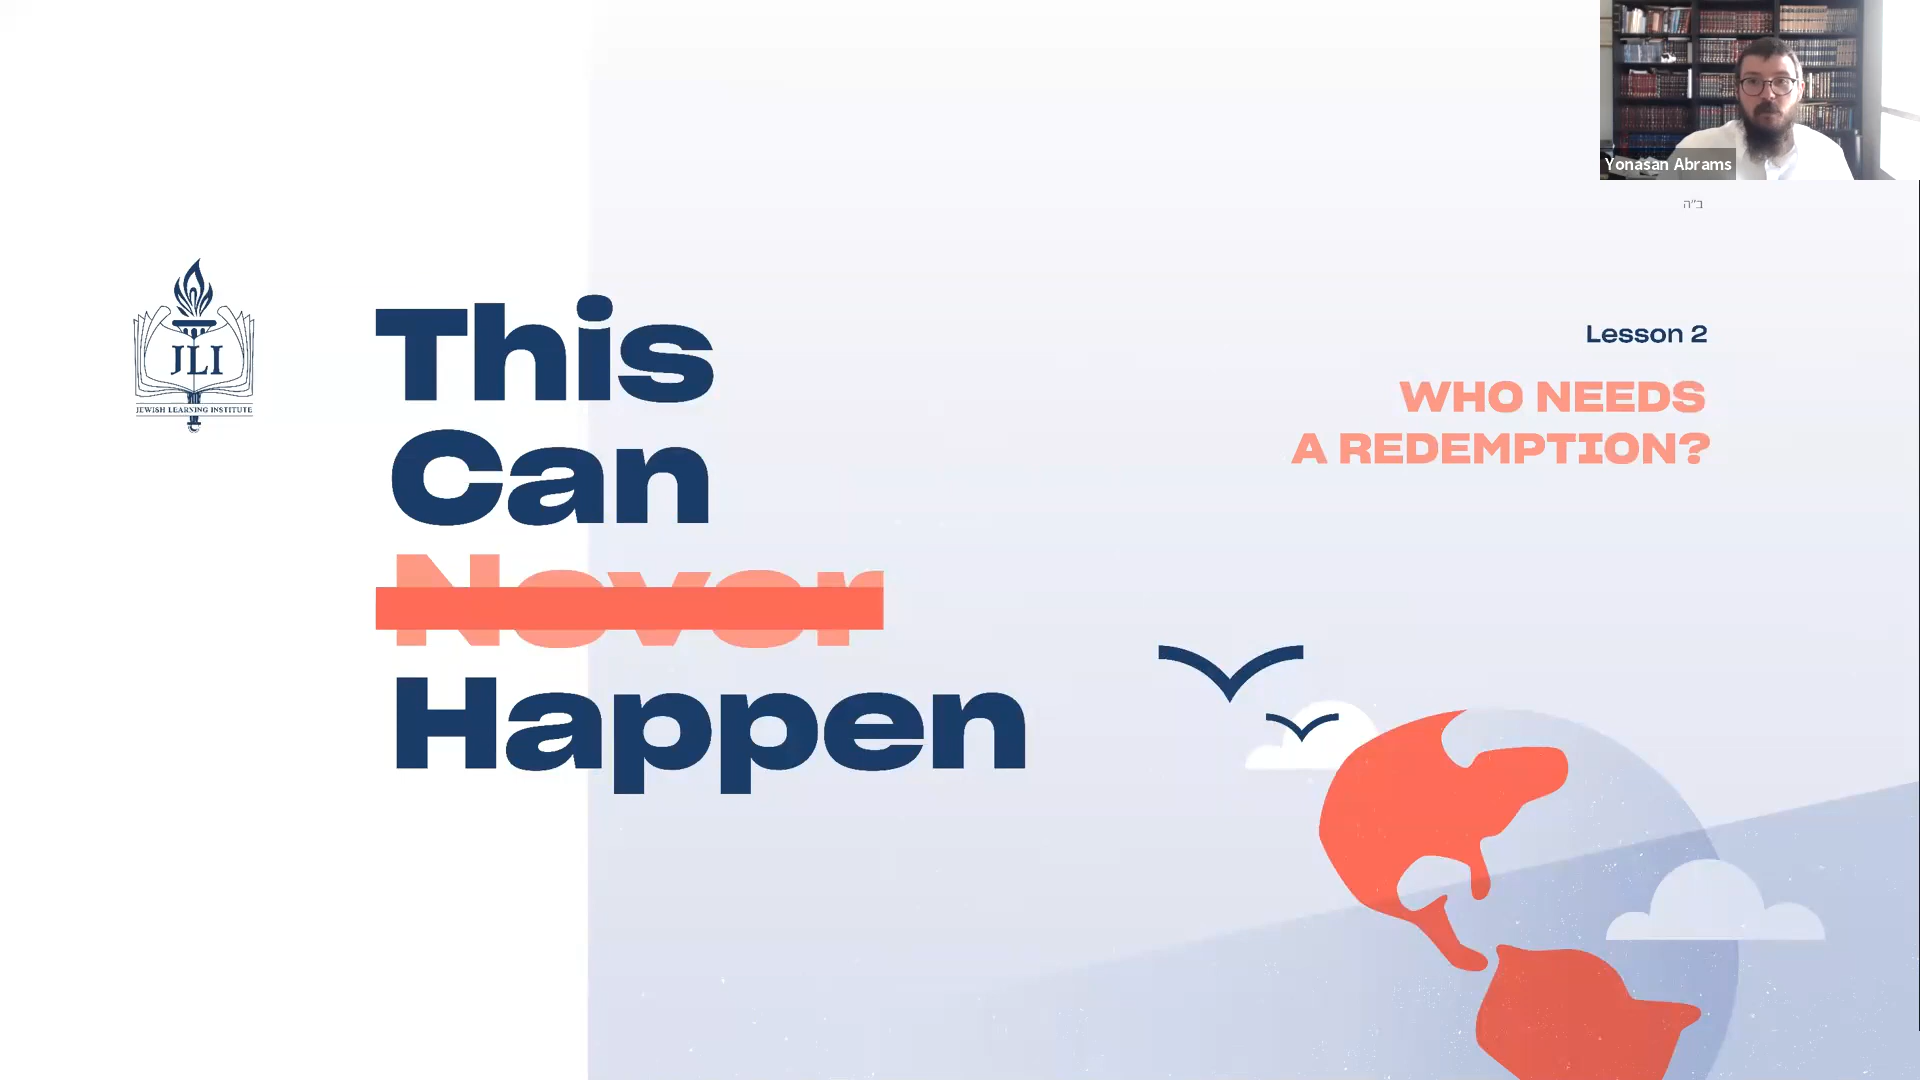 Yonasan Abrams
ב"ה
JLI
JEWISH LEARNING INSTITUTE
This
Can
Never
Happen
Lesson 2
WHO NEEDS
A REDEMPTION?